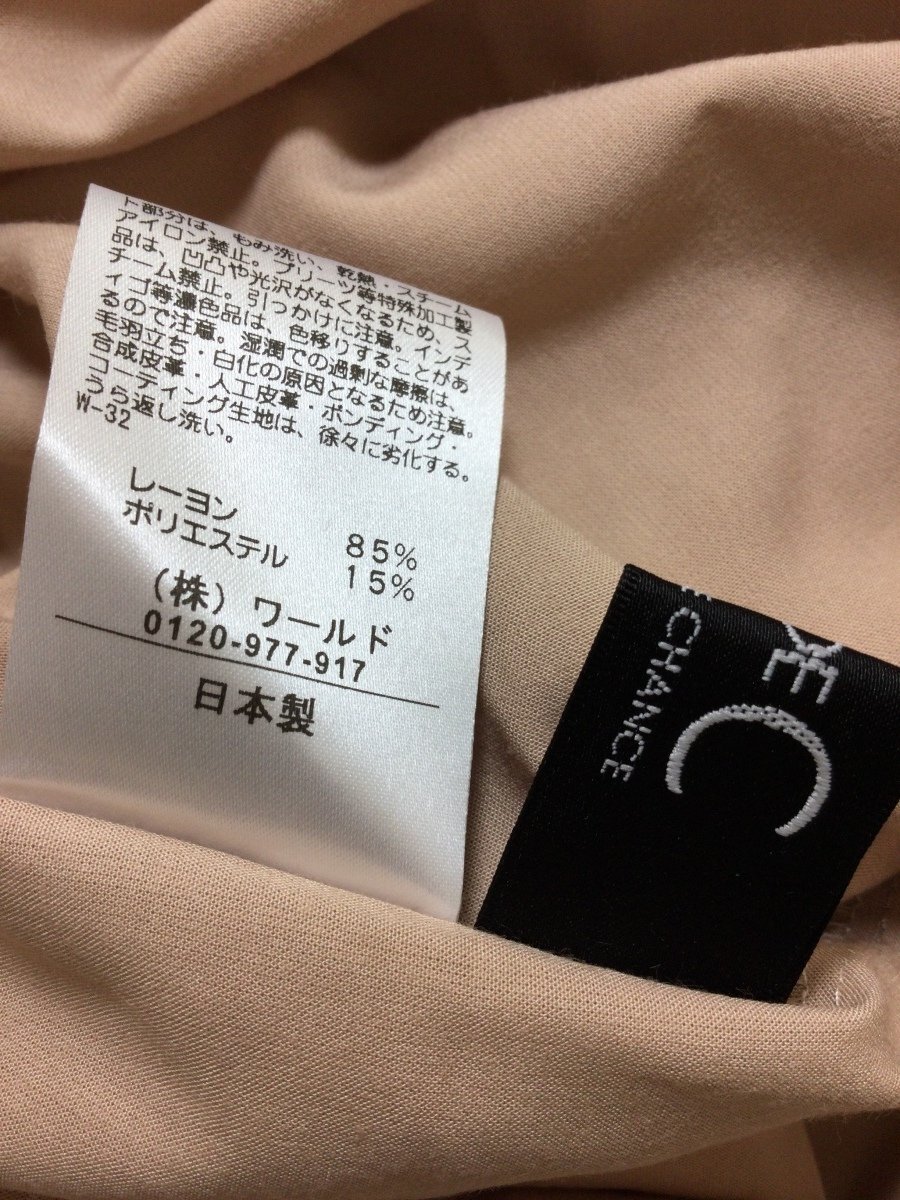 ト部分は、もみ洗い、乾熱・スチーム
アイロン禁止。プリーツ等特殊加工製
品は、凹凸や光沢がなくなるため、ス
チーム禁止。引っかけに注意。インデ
ィゴ等濃色品は、色移りすることがあ
るので注意。湿潤での過剰な摩擦は、
毛羽立ち・白化の原因となるため注意。
合成皮革・人工皮革・ボンディング・
コーティング生地は、徐々に劣化する。
うら返し洗い。
W-32
レーヨン 85%
ポリエステル 15%
(株) ワールド
0120-977-917
日本製
C
CHANCE